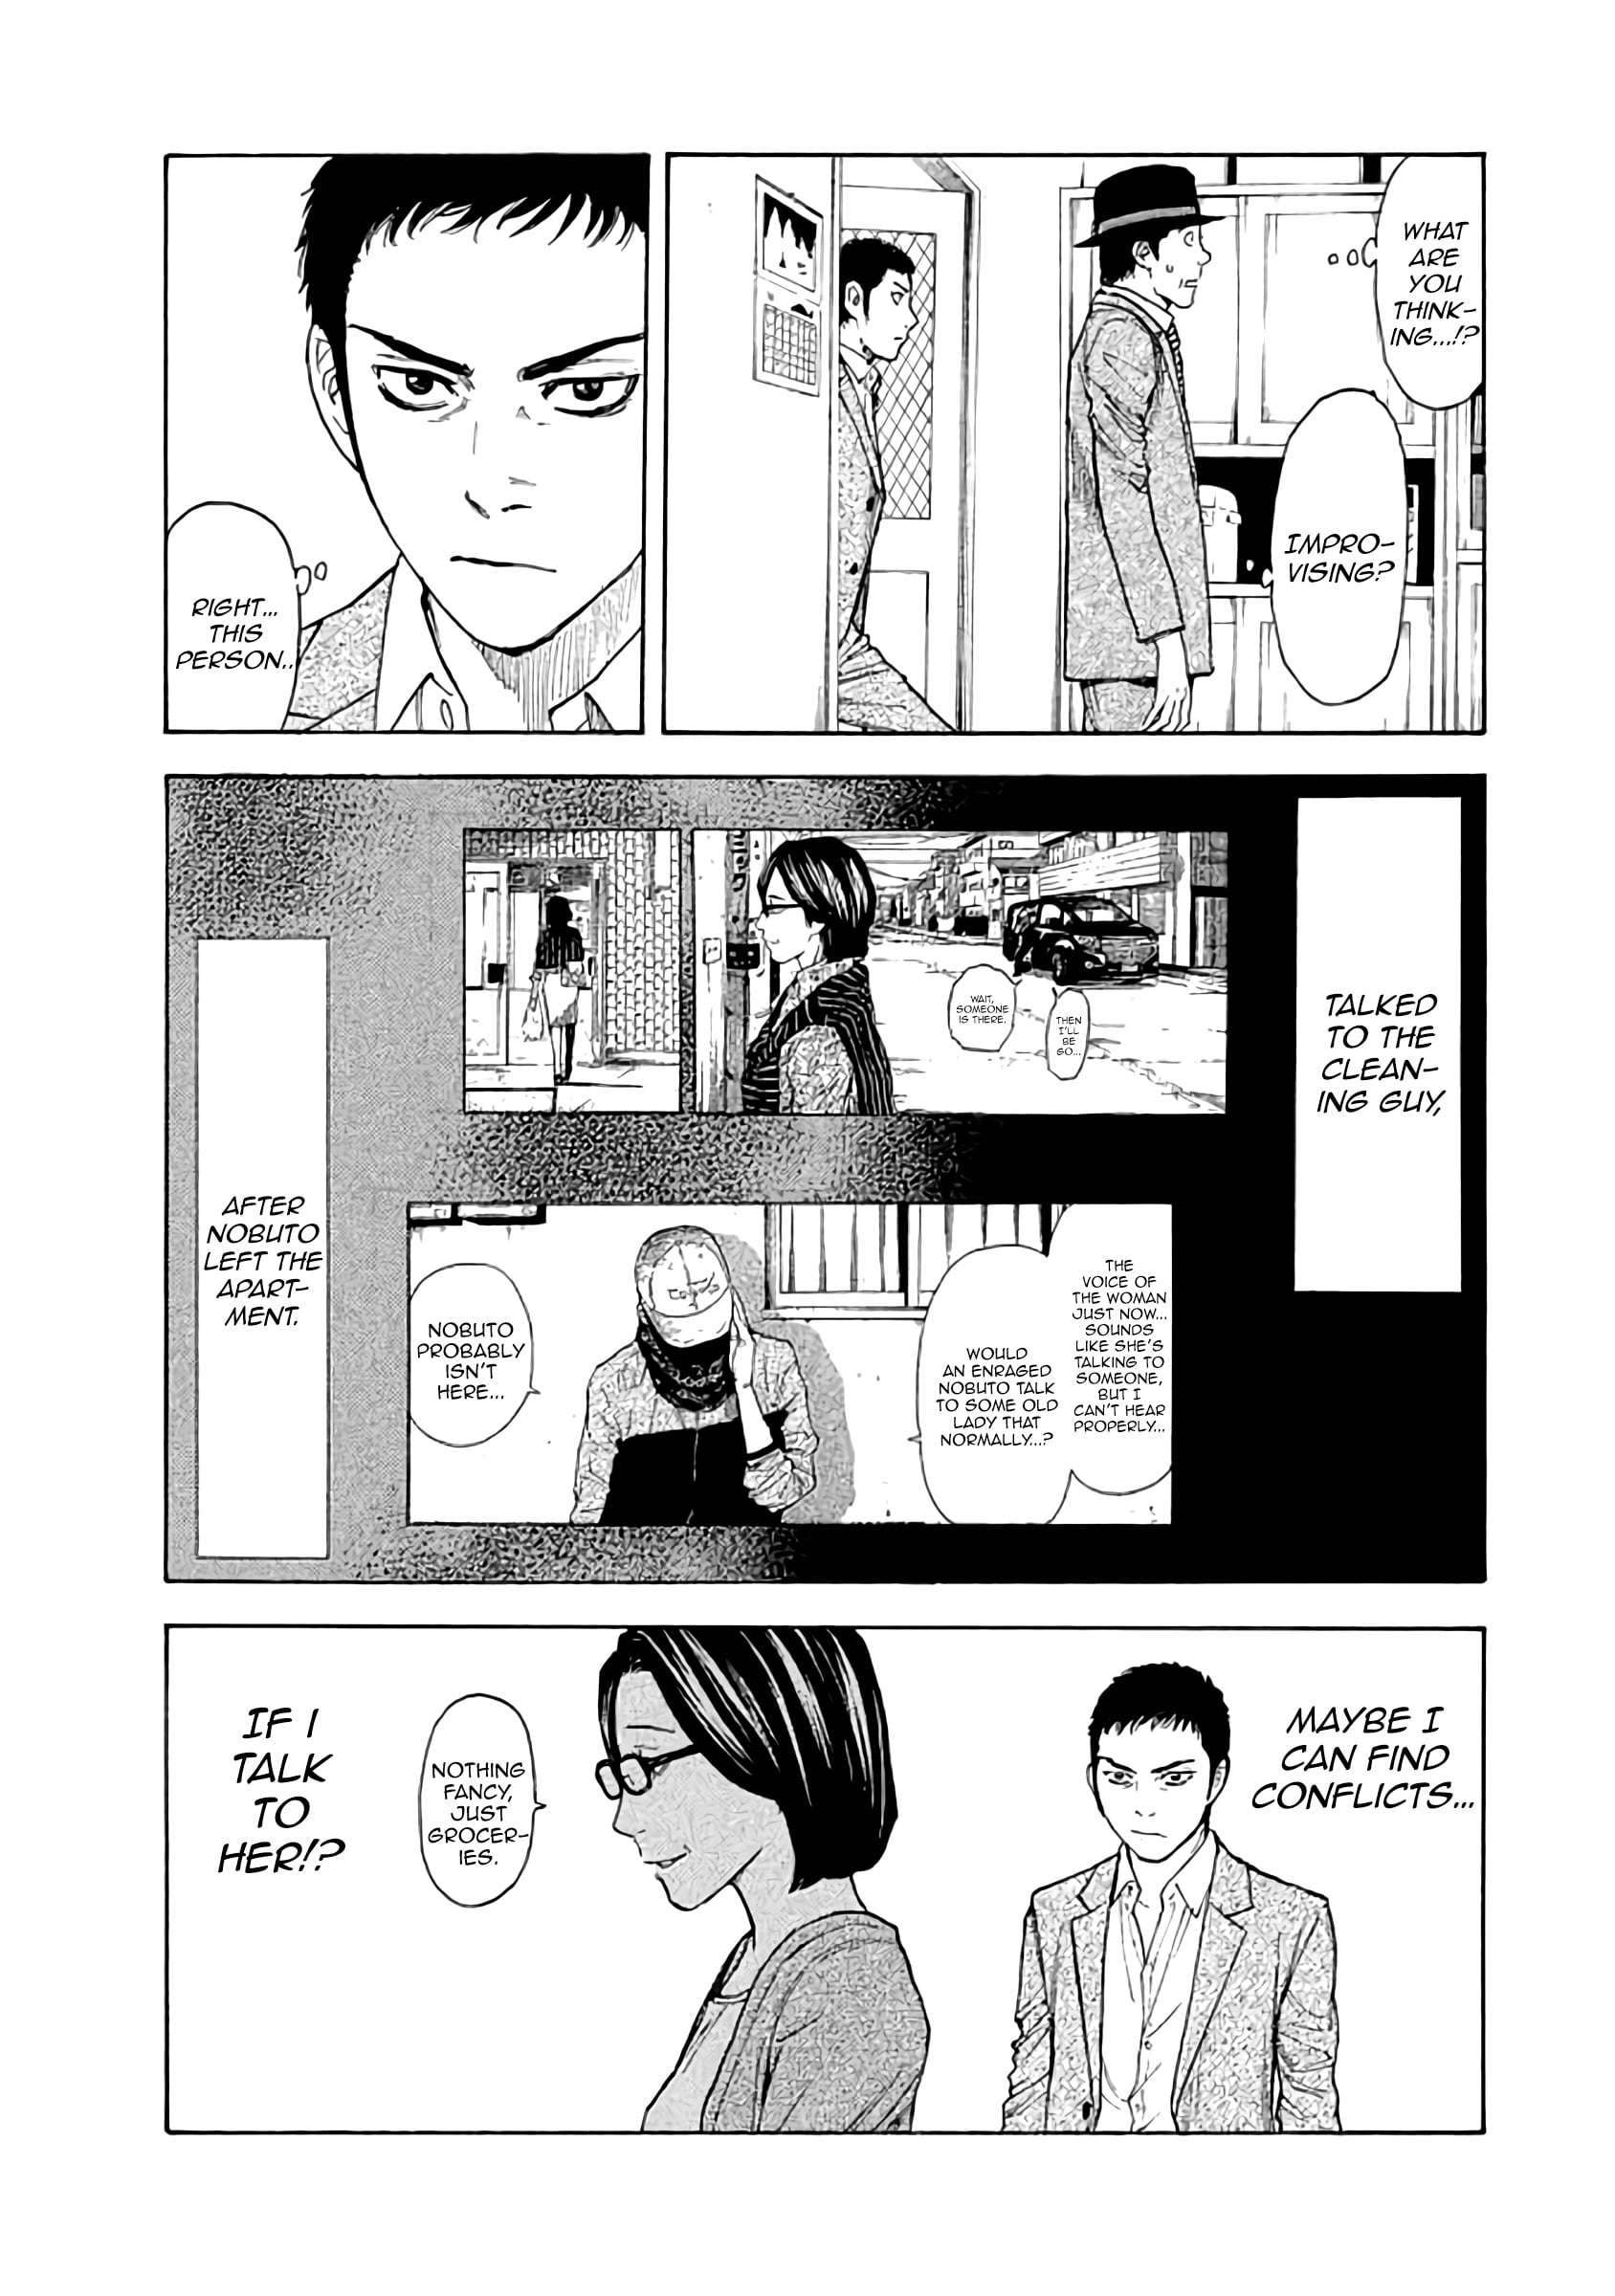 WHAT
ARE
YOU
THINK-
ING...!?
IMPRO-
VISING?
RIGHT...
THIS
PERSON..
TALKED
TO THE
CLEAN-
ING GUY,
THEN
I'LL
BE
GO...
WAIT,
SOMEONE
IS THERE.
THE
VOICE OF
THE WOMAN
JUST NOW...
SOUNDS
LIKE SHE'S
TALKING TO
SOMEONE,
BUT I
CAN'T HEAR
PROPERLY...
WOULD
AN ENRAGED
NOBUTO TALK
TO SOME OLD
LADY THAT
NORMALLY...?
NOBUTO
PROBABLY
ISN'T
HERE...
AFTER
NOBUTO
LEFT THE
APART-
MENT.
MAYBE I
CAN FIND
CONFLICTS...
NOTHING
FANCY,
JUST
GROCER-
IES.
IF I
TALK
TO
HER!?